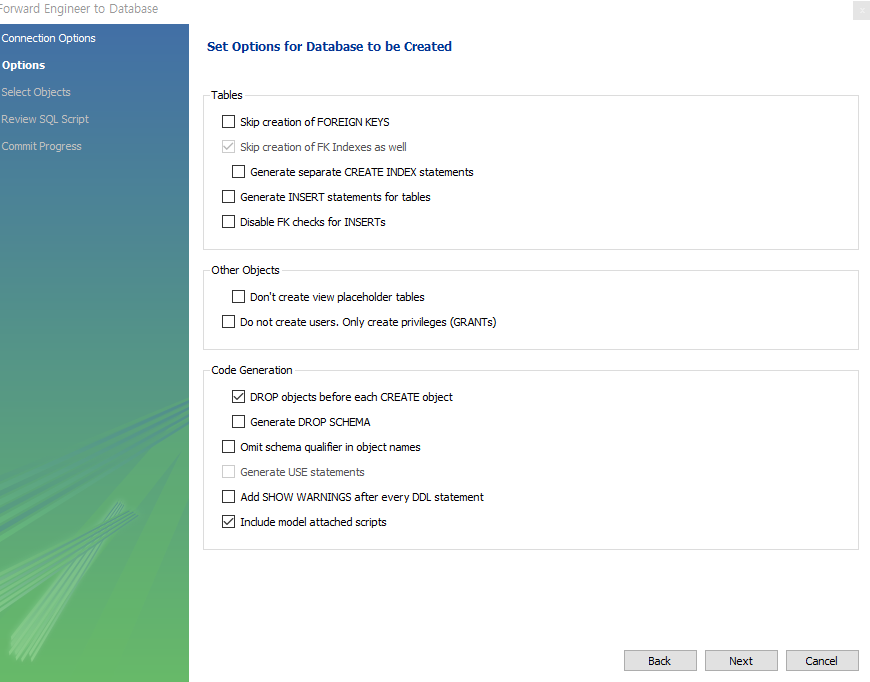 Forward Engineer to Database
Connection Options
Options
Select Objects
Review SQL Script
Commit Progress
Set Options for Database to be Created
Tables
Skip creation of FOREIGN KEYS
Skip creation of FK Indexes as well
Generate separate CREATE INDEX statements
Generate INSERT statements for tables
Disable FK checks for INSERTs
Other Objects
Don't create view placeholder tables
Do not create users. Only create privileges (GRANTs)
Code Generation
DROP objects before each CREATE object
Generate DROP SCHEMA
Omit schema qualifier in object names
Generate USE statements
Add SHOW WARNINGS after every DDL statement
Include model attached scripts
Back Next Cancel